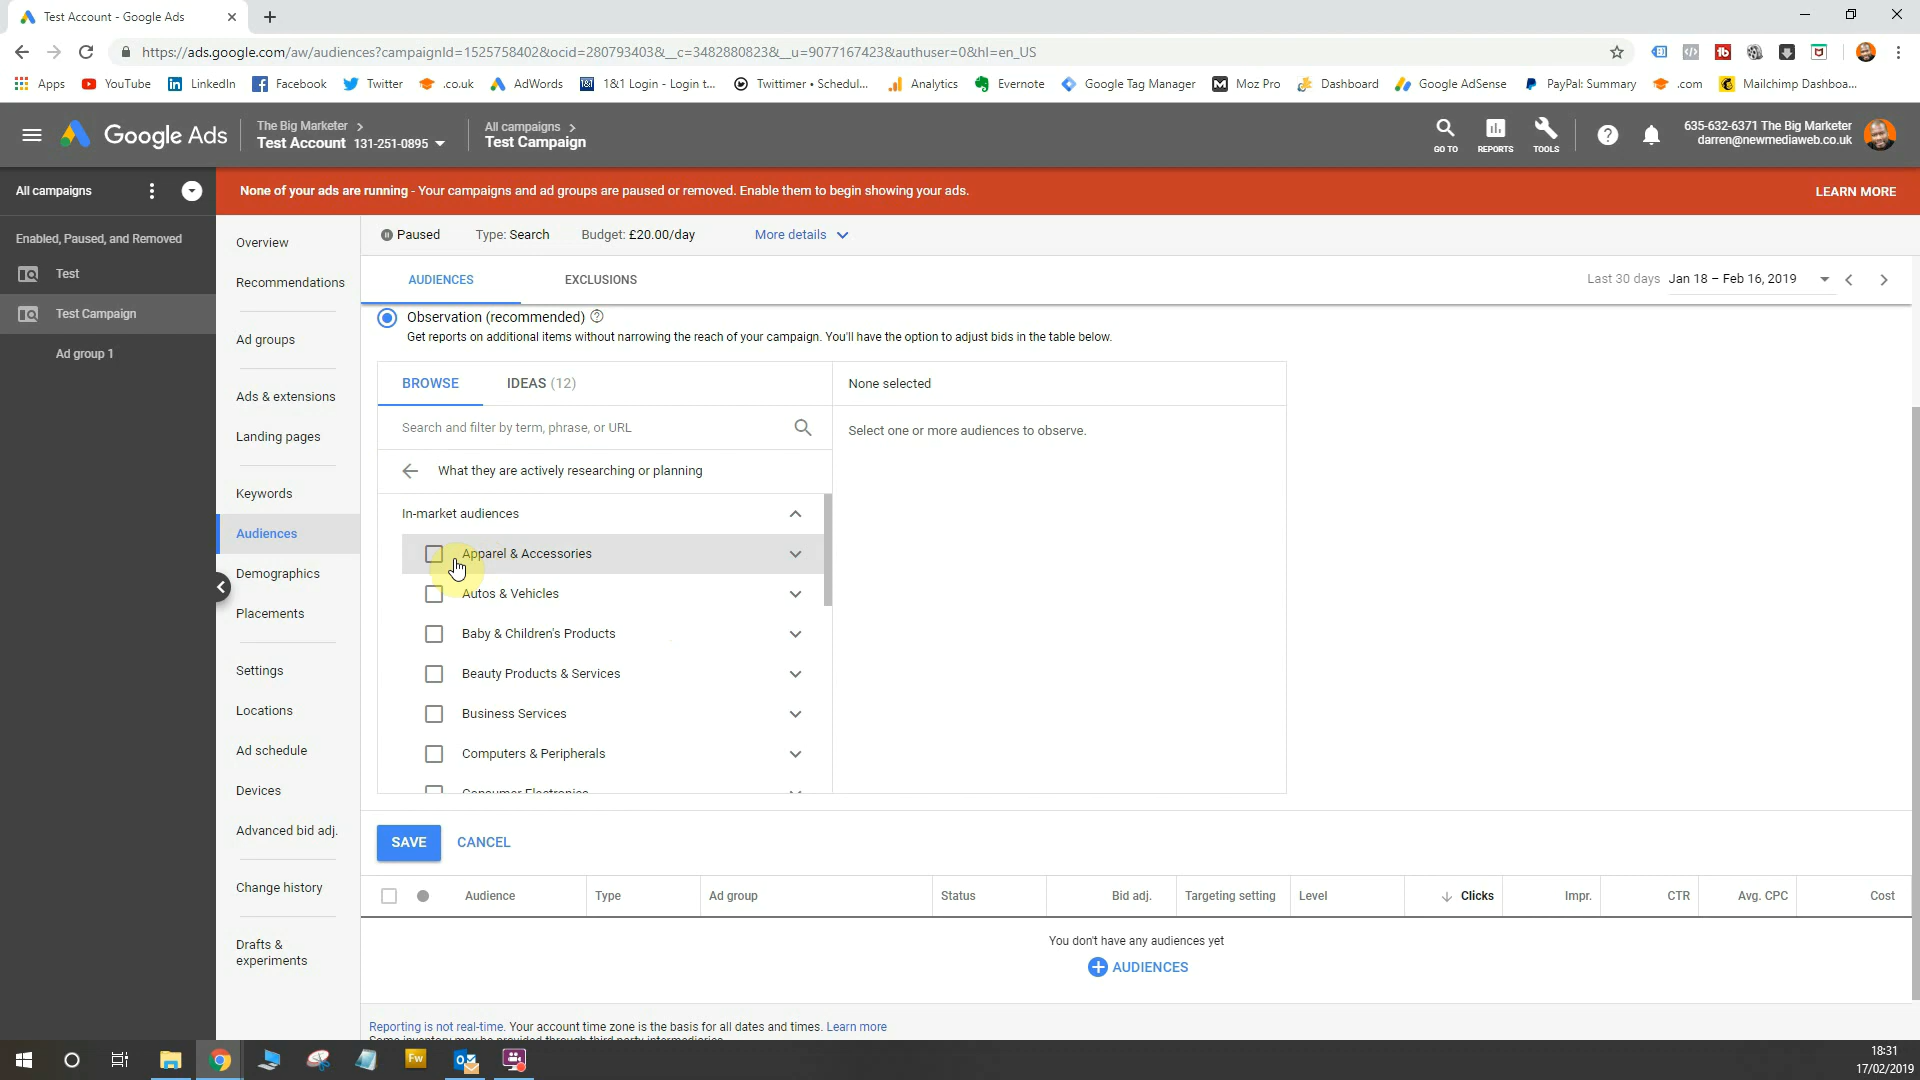 Test Account - Google Ads
https://ads.google.com/aw/audiences?campaignId=1525758402&ocid=280793403&__c=3482880823&__u=9077167423&authuser=0&hl=en_US
Apps
YouTube
LinkedIn
Facebook
Twitter
.co.uk
AdWords
1&1 Login - Login t...
Twittimer • Schedul...
Analytics
Evernote
Google Tag Manager
Moz Pro
Dashboard
Google AdSense
PayPal: Summary
.com
Mailchimp Dashboa...
Google Ads
The Big Marketer
Test Account 131-251-0895
All campaigns
Test Campaign
GO TO
REPORTS
TOOLS
635-632-6371 The Big Marketer
darren@newmediaweb.co.uk
All campaigns
None of your ads are running - Your campaigns and ad groups are paused or removed. Enable them to begin showing your ads.
LEARN MORE
Enabled, Paused, and Removed
Test
Test Campaign
Ad group 1
Overview
Recommendations
Ad groups
Ads & extensions
Landing pages
Keywords
Audiences
Demographics
Placements
Settings
Locations
Ad schedule
Devices
Advanced bid adj.
Change history
Drafts &
experiments
Paused
Type: Search
Budget: £20.00/day
More details
AUDIENCES
EXCLUSIONS
Last 30 days Jan 18 – Feb 16, 2019
Observation (recommended)
Get reports on additional items without narrowing the reach of your campaign. You'll have the option to adjust bids in the table below.
BROWSE
IDEAS (12)
None selected
Search and filter by term, phrase, or URL
Select one or more audiences to observe.
What they are actively researching or planning
In-market audiences
Apparel & Accessories
Autos & Vehicles
Baby & Children's Products
Beauty Products & Services
Business Services
Computers & Peripherals
Consumer Electronics
SAVE
CANCEL
Audience
Type
Ad group
Status
Bid adj.
Targeting setting
Level
Clicks
Impr.
CTR
Avg. CPC
Cost
You don't have any audiences yet
AUDIENCES
Reporting is not real-time. Your account time zone is the basis for all dates and times. Learn more
Some inventory may be provided through third party intermediaries.
Fw
18:31
17/02/2019